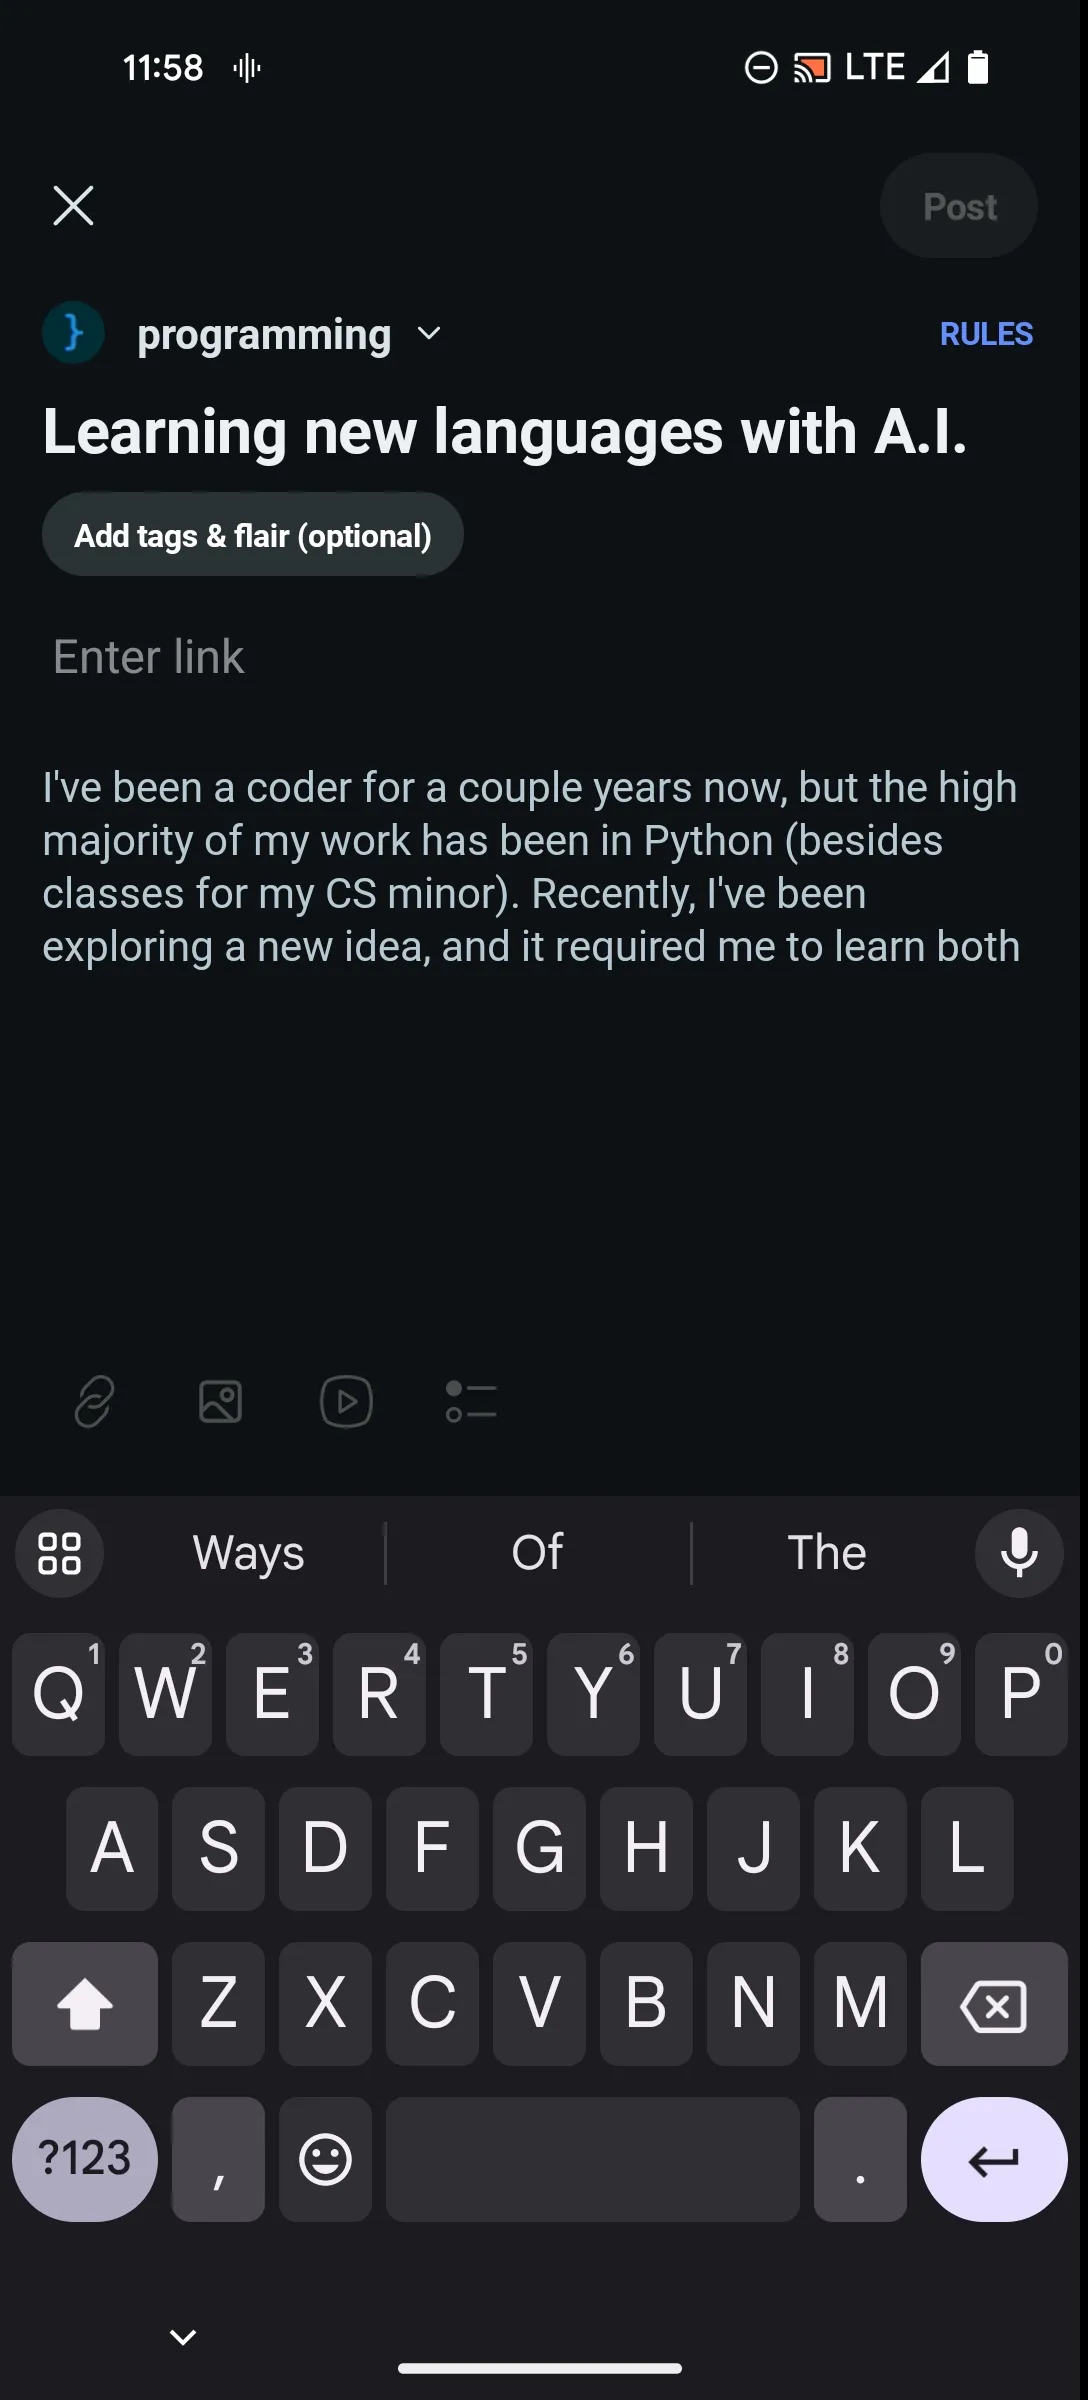 11:58 LTE
Post
programming RULES
Learning new languages with A.I.
Add tags & flair (optional)
Enter link
I've been a coder for a couple years now, but the high
majority of my work has been in Python (besides
classes for my CS minor). Recently, I've been
exploring a new idea, and it required me to learn both
Ways Of The
Q1 W2 E3 R4 T5 Y6 U7 I8 O9 P0
A S D F G H J K L
Z X C V B N M
?123 , .